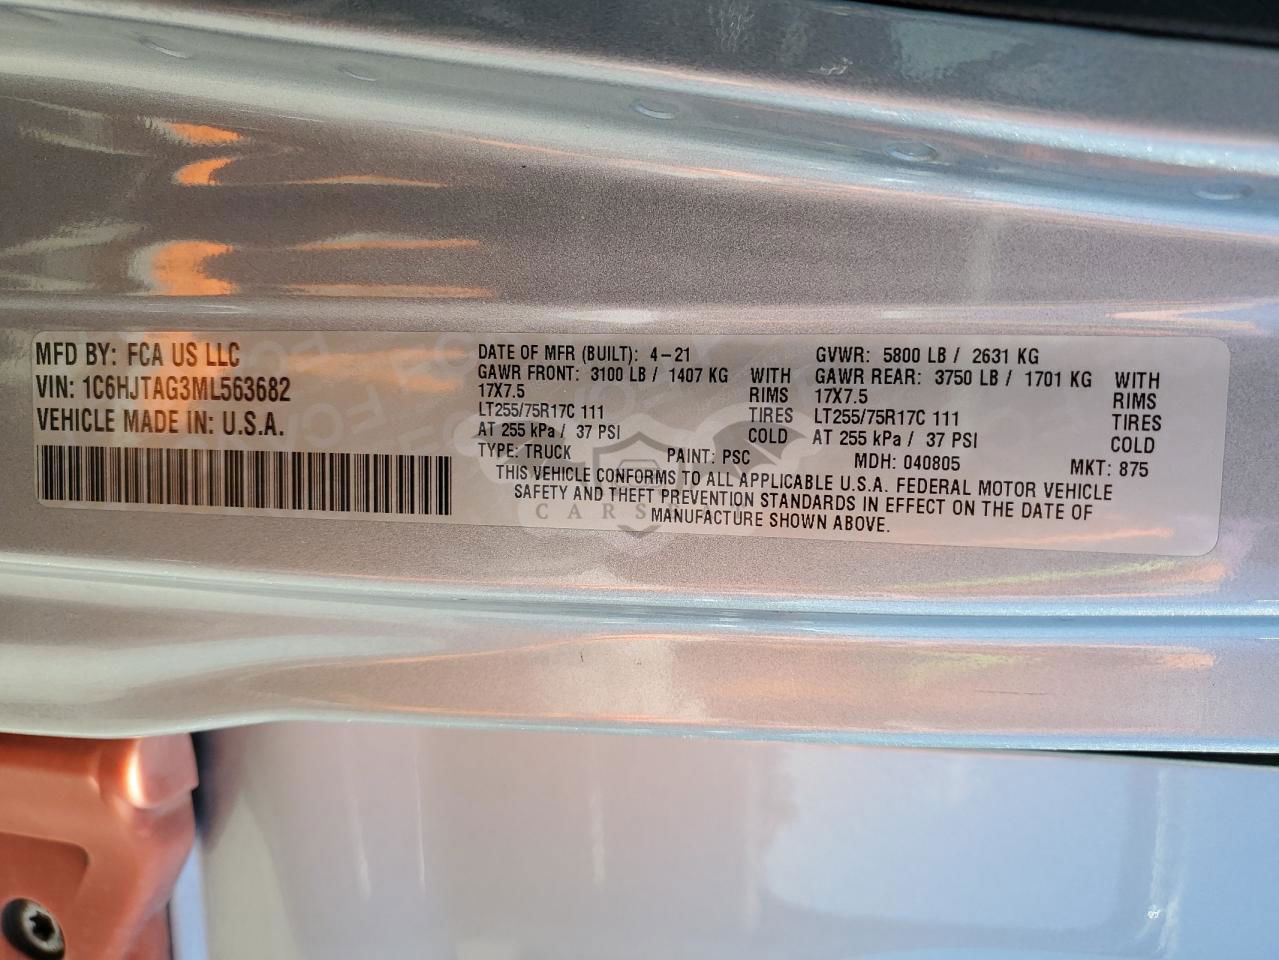 MFD BY: FCA US LLC
VIN: 1C6HJTAG3ML563682
VEHICLE MADE IN: U.S.A.
DATE OF MFR (BUILT): 4-21
GAWR FRONT: 3100 LB / 1407 KG WITH
17X7.5 RIMS
LT255/75R17C 111 TIRES
AT 255 kPa / 37 PSI COLD
GVWR: 5800 LB / 2631 KG
GAWR REAR: 3750 LB / 1701 KG WITH
17X7.5 RIMS
LT255/75R17C 111 TIRES
AT 255 kPa / 37 PSI COLD
TYPE: TRUCK PAINT: PSC MDH: 040805 MKT: 875
THIS VEHICLE CONFORMS TO ALL APPLICABLE U.S.A. FEDERAL MOTOR VEHICLE
SAFETY AND THEFT PREVENTION STANDARDS IN EFFECT ON THE DATE OF
MANUFACTURE SHOWN ABOVE.